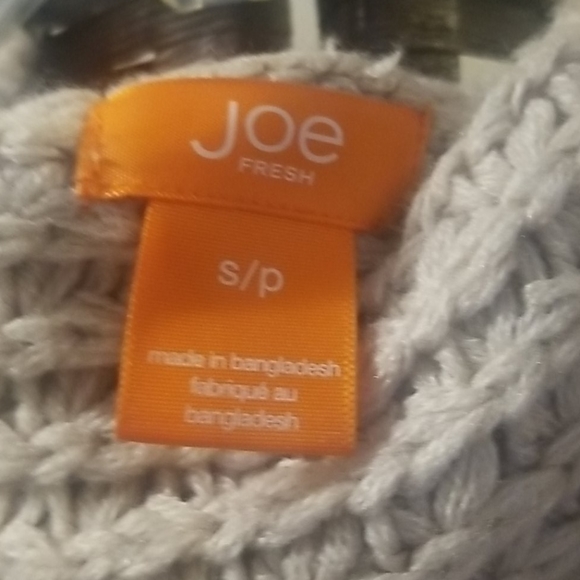 Joe
FRESH
s/p
made in bangladesh
fabriqué au
bangladesh